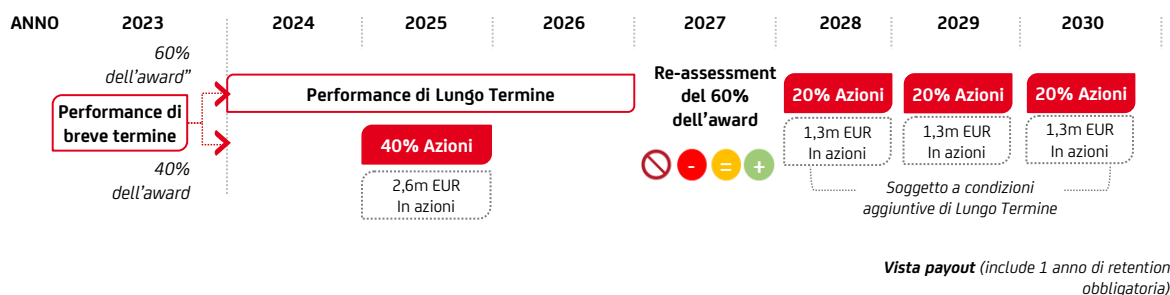 ANNO 2023 2024 2025 2026 2027 2028 2029 2030
60%
dell'award”
Performance di
breve termine
40%
dell'award
Performance di Lungo Termine
40% Azioni
2,6m EUR
In azioni
Re-assessment
del 60%
dell’award
- = +
20% Azioni 20% Azioni 20% Azioni
1,3m EUR 1,3m EUR 1,3m EUR
In azioni In azioni In azioni
Soggetto a condizioni
aggiuntive di Lungo Termine
Vista payout (include 1 anno di retention
obbligatoria)